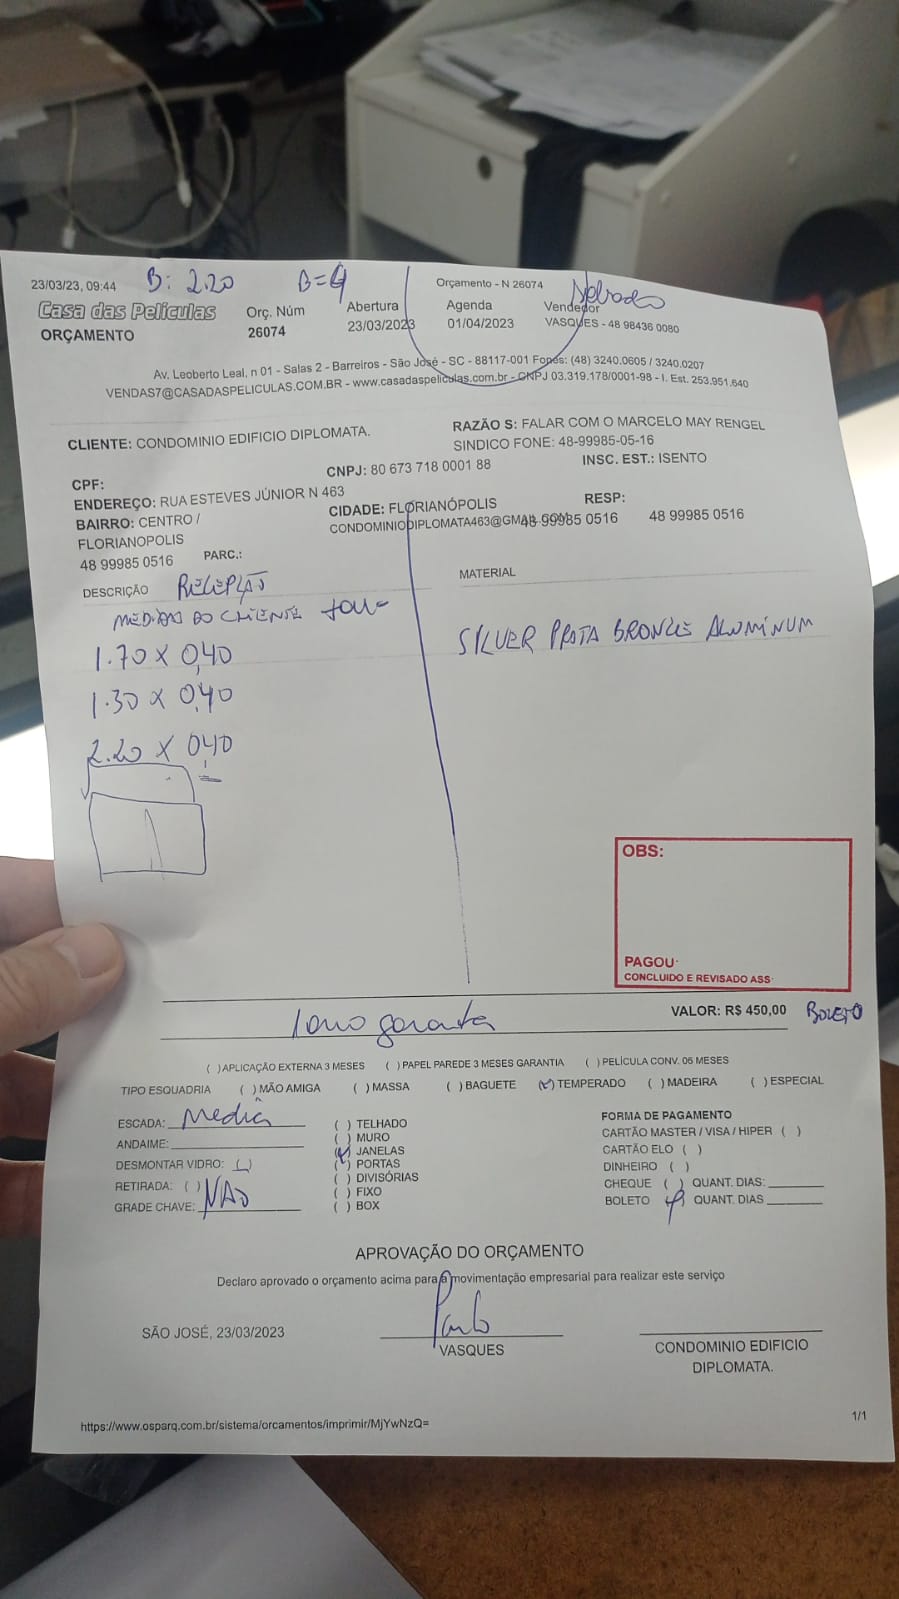 23/03/23, 09:44 B: 2.20 B=4 Orçamento - N 26074
Casa das Películas Orç. Núm Abertura Agenda Vendedor
ORÇAMENTO 26074 23/03/2023 01/04/2023 VASQUES - 48 98436 0080
Av. Leoberto Leal, n 01 - Salas 2 - Barreiros - São José - SC - 88117-001 Fones: (48) 3240.0605 / 3240.0207
VENDAS7@CASADASPELICULAS.COM.BR - www.casadaspeliculas.com.br - CNPJ 03.319.178/0001-98 - I. Est. 253.951.640
CLIENTE: CONDOMINIO EDIFICIO DIPLOMATA. RAZÃO S: FALAR COM O MARCELO MAY RENGEL
SINDICO FONE: 48-99985-05-16
CPF: CNPJ: 80 673 718 0001 88 INSC. EST.: ISENTO
ENDEREÇO: RUA ESTEVES JÚNIOR N 463
BAIRRO: CENTRO / CIDADE: FLORIANÓPOLIS RESP:
FLORIANOPOLIS CONDOMINIODIPLOMATA463@GMAIL.COM 48 99985 0516 48 99985 0516
48 99985 0516 PARC.:
DESCRIÇÃO RECEPÇÃO MATERIAL
MEDIDAS DO CLIENTE
SILVER PRATA BRONZE ALUMINUM
1.70 X 0,40
1.30 X 0,40
2.20 X 0,40
OBS:
PAGOU:
CONCLUIDO E REVISADO ASS:
1 ano garantia VALOR: R$ 450,00 BOLETO
( )APLICAÇÃO EXTERNA 3 MESES ( )PAPEL PAREDE 3 MESES GARANTIA ( )PELÍCULA CONV. 06 MESES
TIPO ESQUADRIA ( )MÃO AMIGA ( )MASSA ( )BAGUETE ( )TEMPERADO ( )MADEIRA ( )ESPECIAL
ESCADA: Media ( ) TELHADO FORMA DE PAGAMENTO
ANDAIME: ( ) MURO CARTÃO MASTER / VISA / HIPER ( )
( ) JANELAS CARTÃO ELO ( )
DESMONTAR VIDRO: ( ) ( ) PORTAS DINHEIRO ( )
RETIRADA: ( ) ( ) DIVISÓRIAS CHEQUE ( ) QUANT. DIAS:
GRADE CHAVE: NÃO ( ) FIXO BOLETO QUANT. DIAS
( ) BOX
APROVAÇÃO DO ORÇAMENTO
Declaro aprovado o orçamento acima para a movimentação empresarial para realizar este serviço
SÃO JOSÉ, 23/03/2023 Paulo
VASQUES CONDOMINIO EDIFICIO
DIPLOMATA.
https://www.osparq.com.br/sistema/orcamentos/imprimir/MjYwNzQ= 1/1